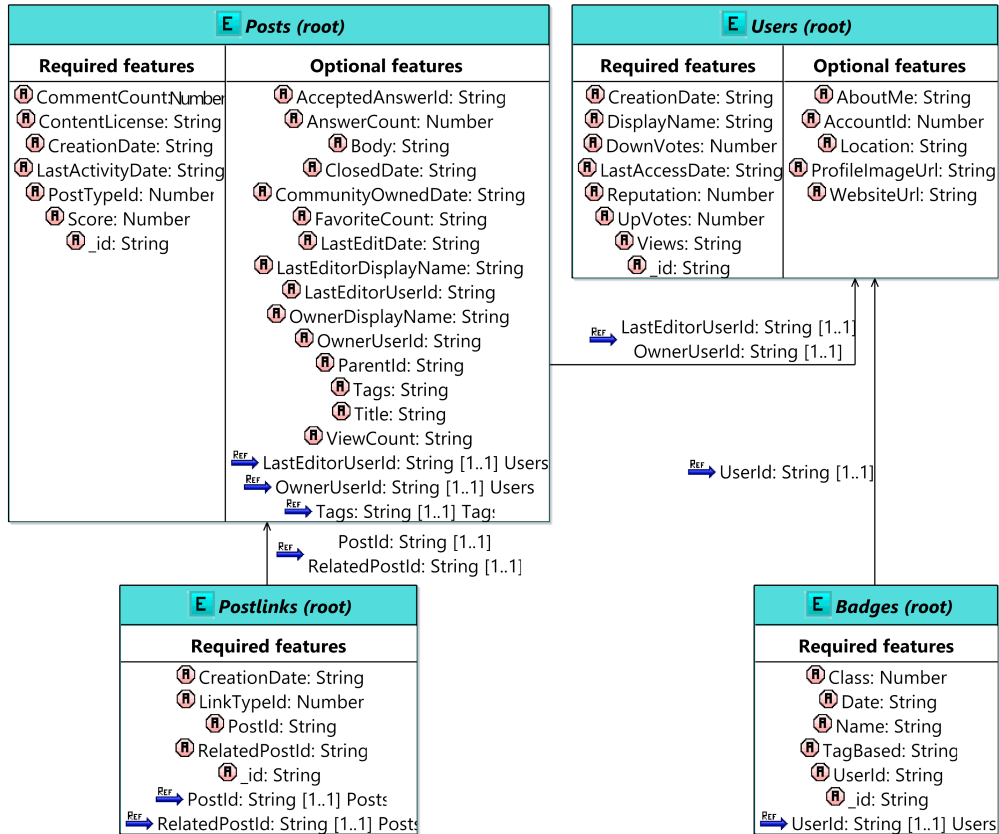 E Posts (root)
Required features
Optional features
A CommentCount: Number
A ContentLicense: String
A CreationDate: String
A LastActivityDate: String
A PostTypeId: Number
A Score: Number
A _id: String
A AcceptedAnswerId: String
A AnswerCount: Number
A Body: String
A ClosedDate: String
A CommunityOwnedDate: String
A FavoriteCount: String
A LastEditDate: String
A LastEditorDisplayName: String
A LastEditorUserId: String
A OwnerDisplayName: String
A OwnerUserId: String
A ParentId: String
A Tags: String
A Title: String
A ViewCount: String
REF LastEditorUserId: String [1..1] Users
REF OwnerUserId: String [1..1] Users
REF Tags: String [1..1] Tags
E Users (root)
Required features
Optional features
A CreationDate: String
A DisplayName: String
A DownVotes: Number
A LastAccessDate: String
A Reputation: Number
A UpVotes: Number
A Views: String
A _id: String
A AboutMe: String
A AccountId: Number
A Location: String
A ProfileImageUrl: String
A WebsiteUrl: String
REF LastEditorUserId: String [1..1]
OwnerUserId: String [1..1]
REF UserId: String [1..1]
REF PostId: String [1..1]
RelatedPostId: String [1..1]
E Postlinks (root)
Required features
A CreationDate: String
A LinkTypeId: Number
A PostId: String
A RelatedPostId: String
A _id: String
REF PostId: String [1..1] Posts
REF RelatedPostId: String [1..1] Posts
E Badges (root)
Required features
A Class: Number
A Date: String
A Name: String
A TagBased: String
A UserId: String
A _id: String
REF UserId: String [1..1] Users